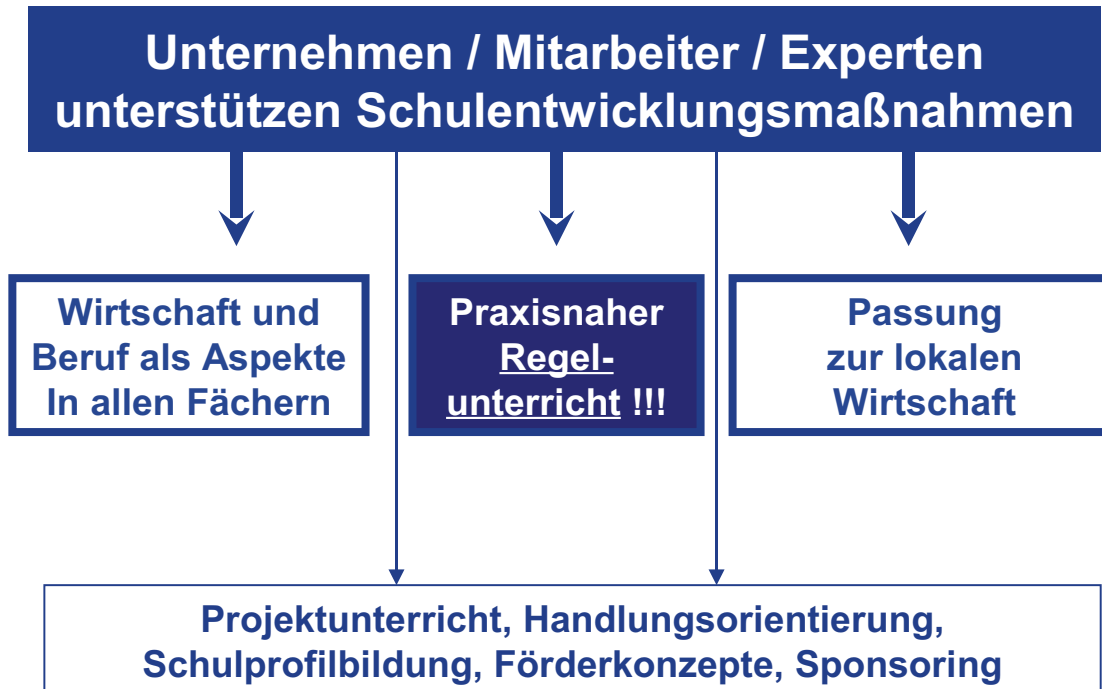 Unternehmen / Mitarbeiter / Experten
unterstützen Schulentwicklungsmaßnahmen
Wirtschaft und
Beruf als Aspekte
In allen Fächern
Praxisnaher
Regel-
unterricht !!!
Passung
zur lokalen
Wirtschaft
Projektunterricht, Handlungsorientierung,
Schulprofilbildung, Förderkonzepte, Sponsoring